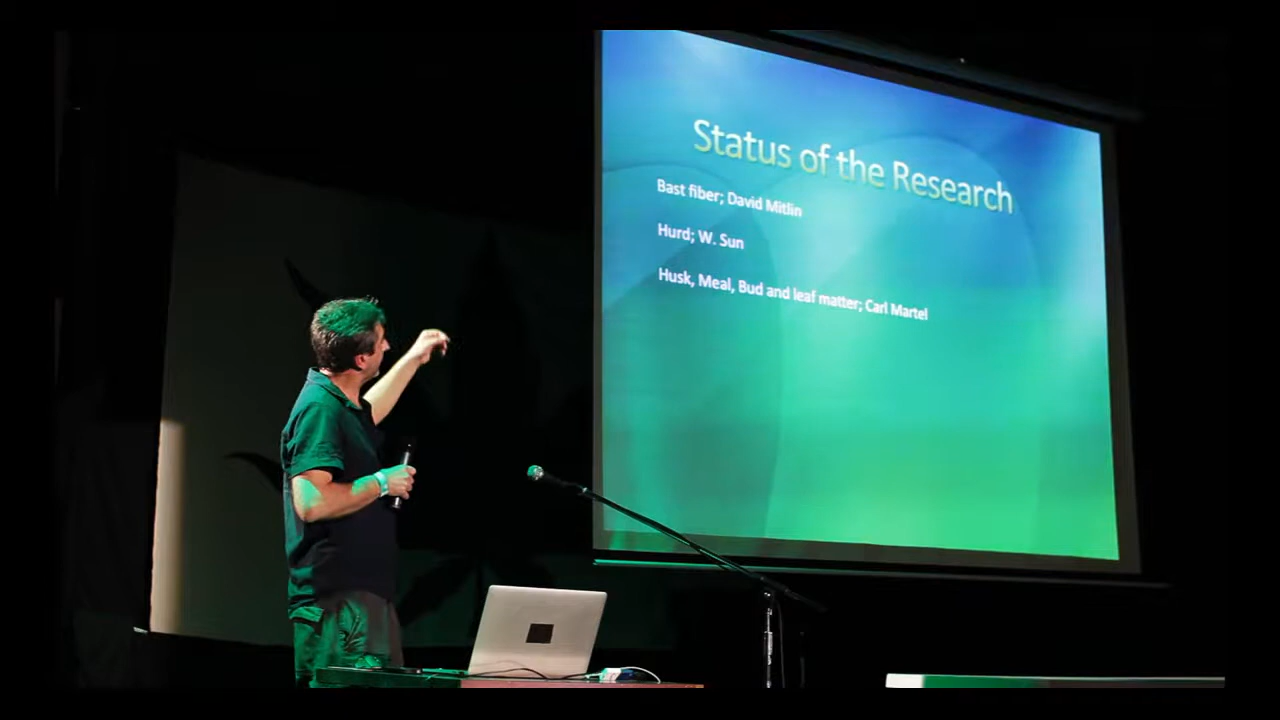 Status of the Research
Bast fiber; David Mitlin
Hurd; W. Sun
Husk, Meal, Bud and leaf matter; Carl Martel